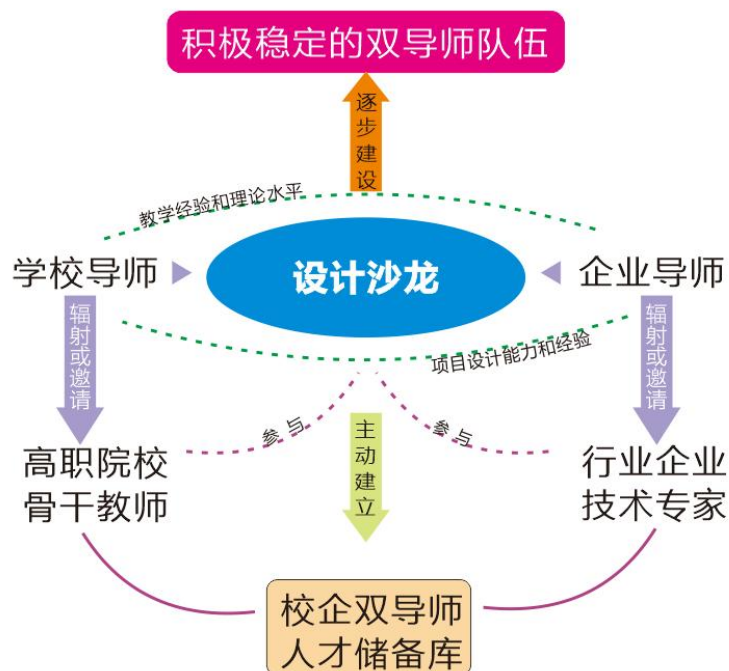 积极稳定的双导师队伍
逐步建设
教学经验和理论水平
学校导师
设计沙龙
企业导师
辐射或邀请
项目设计能力和经验
辐射或邀请
参与
主动建立
参与
高职院校
骨干教师
行业企业
技术专家
校企双导师
人才储备库